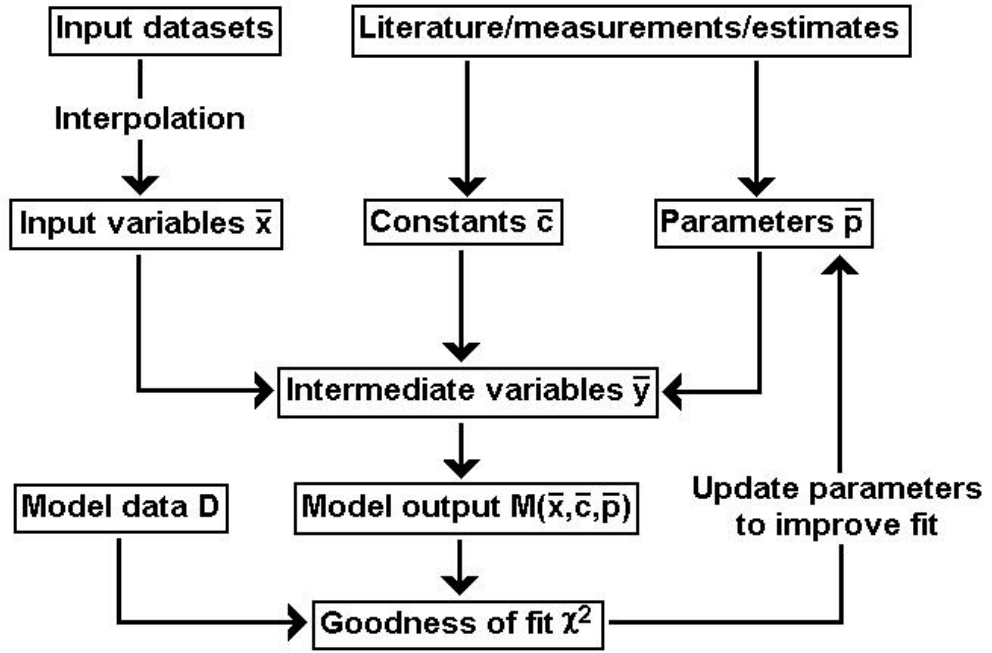 Input datasets
Literature/measurements/estimates
Interpolation
Input variables x̅
Constants c̅
Parameters p̅
Intermediate variables y̅
Model data D
Model output M(x̅,c̅,p̅)
Update parameters
to improve fit
Goodness of fit χ²